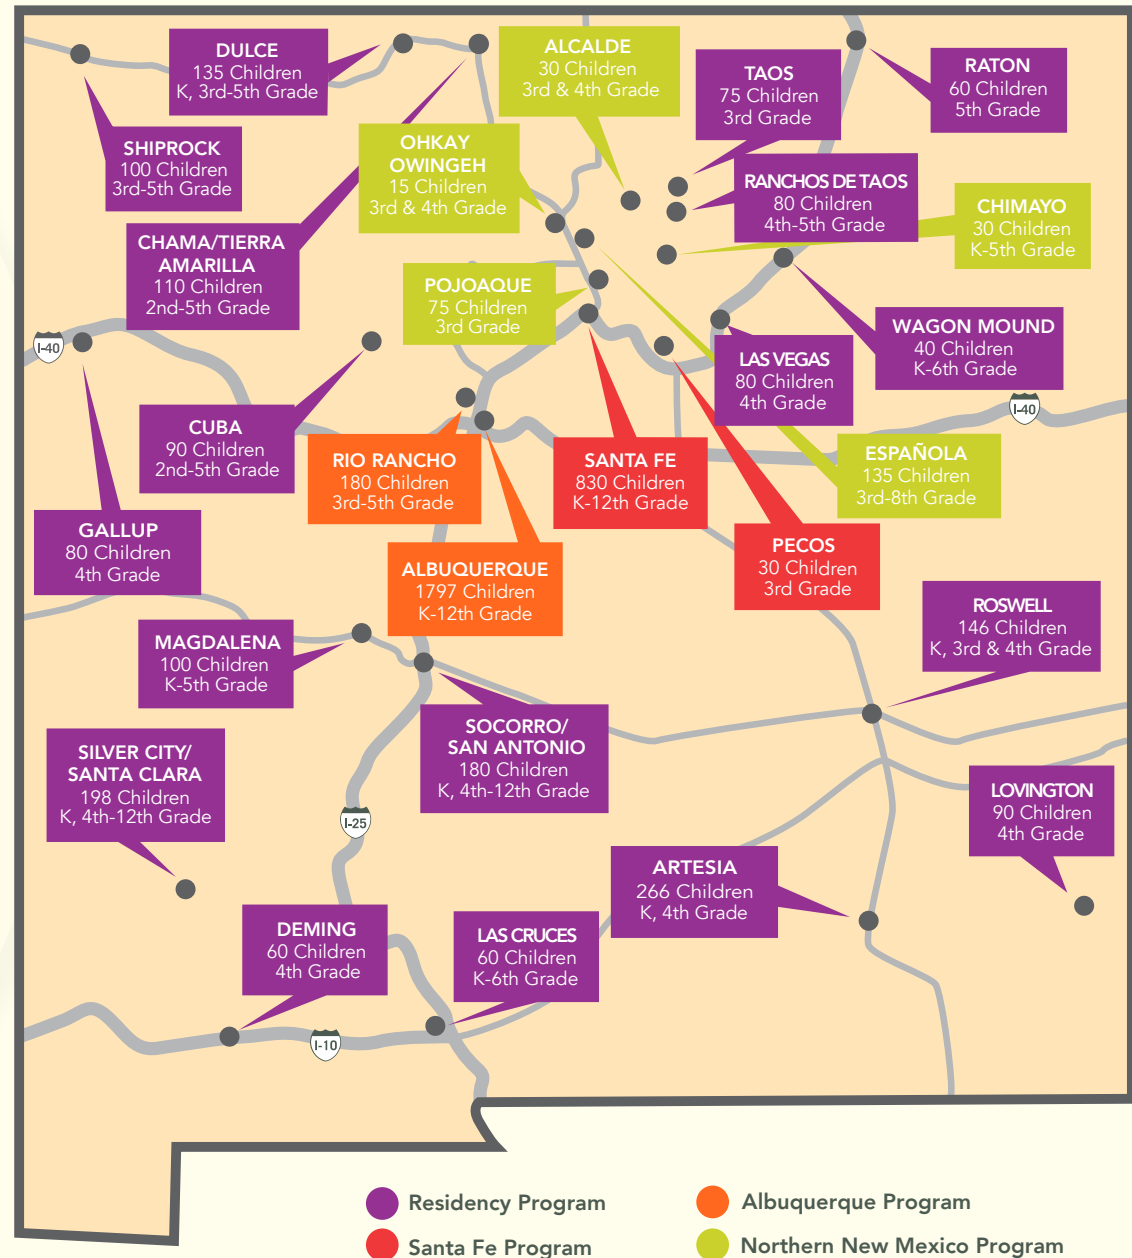 DULCE
135 Children
K, 3rd-5th Grade
ALCALDE
30 Children
3rd & 4th Grade
TAOS
75 Children
3rd Grade
RATON
60 Children
5th Grade
SHIPROCK
100 Children
3rd-5th Grade
OHKAY
OWINGEH
15 Children
3rd & 4th Grade
RANCHOS DE TAOS
80 Children
4th-5th Grade
CHIMAYO
30 Children
K-5th Grade
CHAMA/TIERRA
AMARILLA
110 Children
2nd-5th Grade
POJOAQUE
75 Children
3rd Grade
I-40
WAGON MOUND
40 Children
K-6th Grade
LAS VEGAS
80 Children
4th Grade
I-40
CUBA
90 Children
2nd-5th Grade
RIO RANCHO
180 Children
3rd-5th Grade
SANTA FE
830 Children
K-12th Grade
ESPAÑOLA
135 Children
3rd-8th Grade
GALLUP
80 Children
4th Grade
ALBUQUERQUE
1797 Children
K-12th Grade
PECOS
30 Children
3rd Grade
ROSWELL
146 Children
K, 3rd & 4th Grade
MAGDALENA
100 Children
K-5th Grade
SOCORRO/
SAN ANTONIO
180 Children
K, 4th-12th Grade
SILVER CITY/
SANTA CLARA
198 Children
K, 4th-12th Grade
I-25
LOVINGTON
90 Children
4th Grade
ARTESIA
266 Children
K, 4th Grade
DEMING
60 Children
4th Grade
LAS CRUCES
60 Children
K-6th Grade
I-10
Residency Program
Albuquerque Program
Santa Fe Program
Northern New Mexico Program